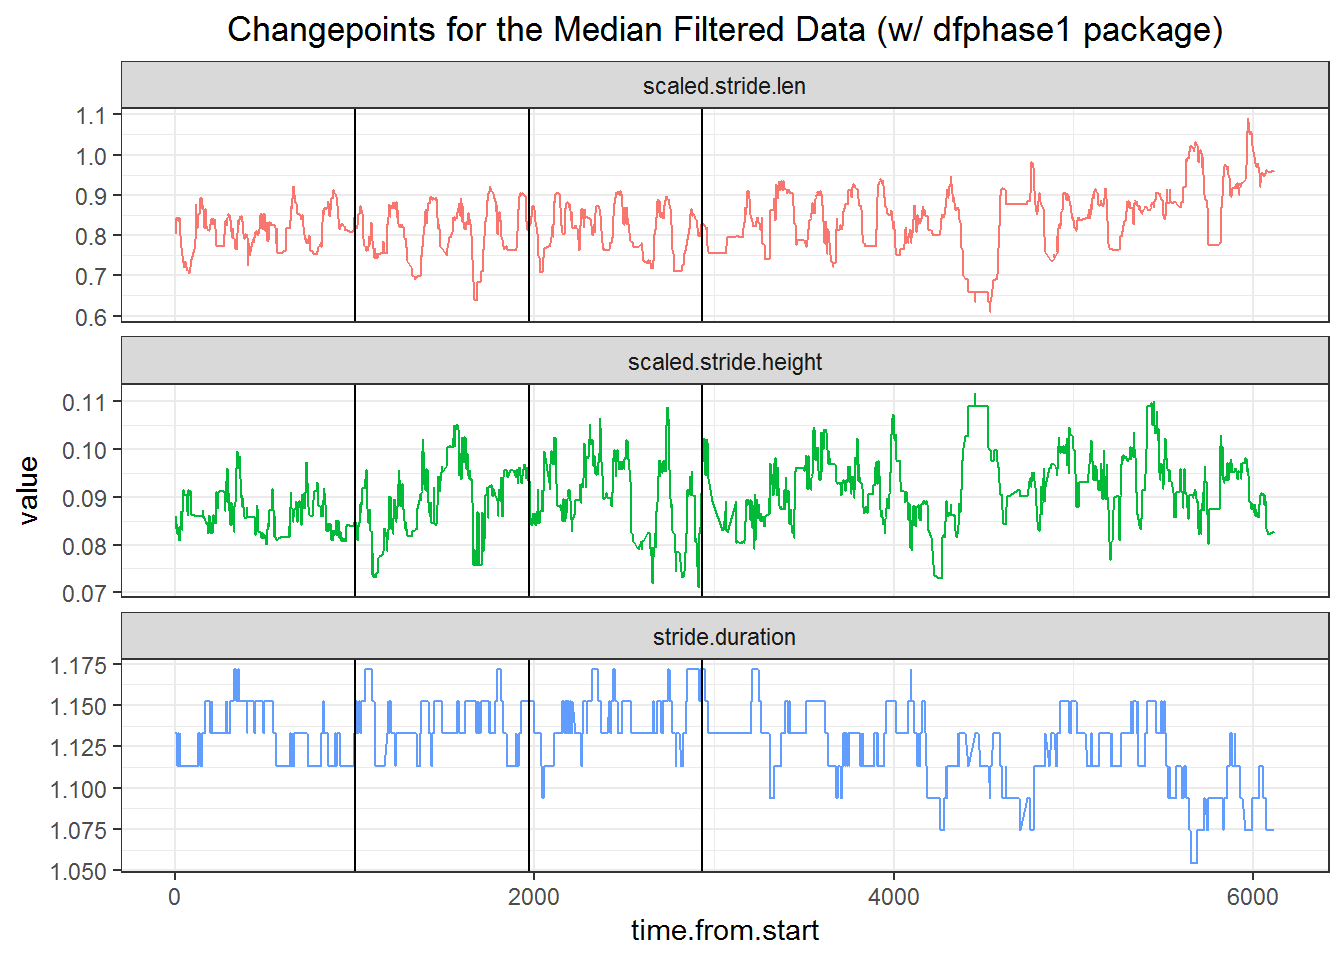 Changepoints for the Median Filtered Data (w/ dfphase1 package)
scaled.stride.len
1.1
1.0
0.9
0.8
0.7
0.6
scaled.stride.height
0.11
0.10
0.09
0.08
0.07
value
stride.duration
1.175
1.150
1.125
1.100
1.075
1.050
0 2000 4000 6000
time.from.start